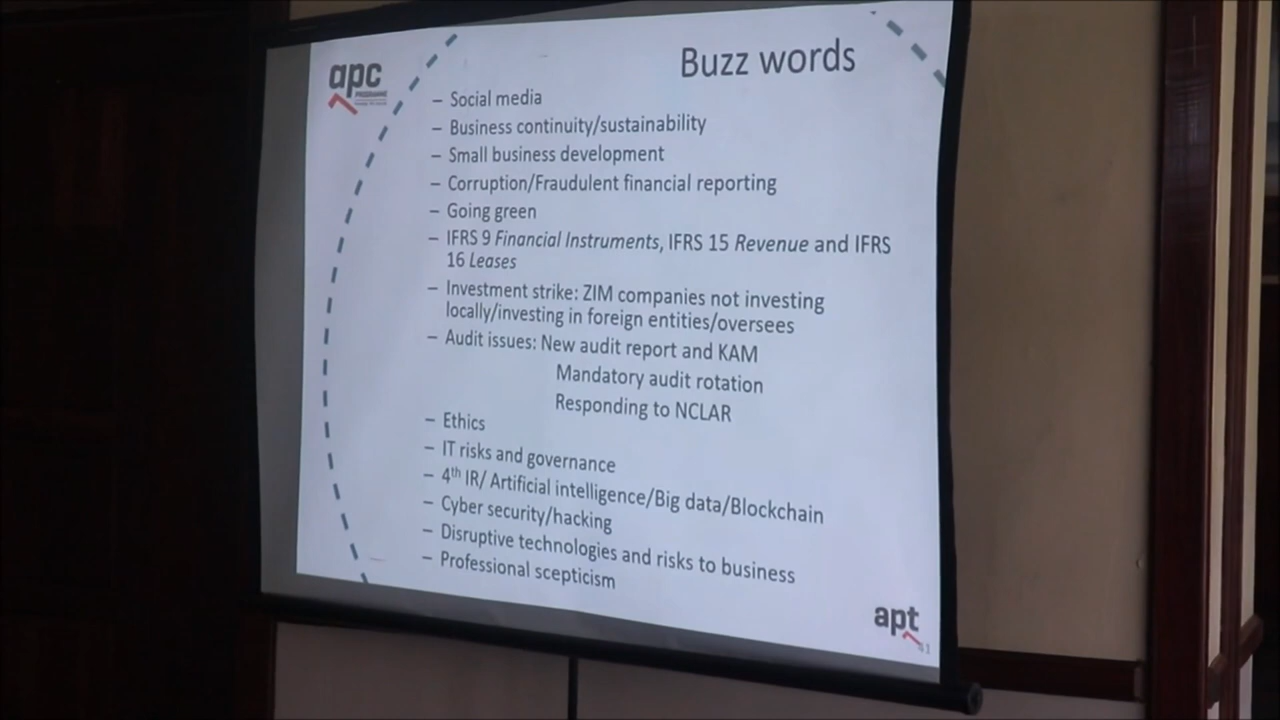 apc
PROGRAMME
Buzz words
– Social media
– Business continuity/sustainability
– Small business development
– Corruption/Fraudulent financial reporting
– Going green
– IFRS 9 Financial Instruments, IFRS 15 Revenue and IFRS
16 Leases
– Investment strike: ZIM companies not investing
locally/investing in foreign entities/oversees
– Audit issues: New audit report and KAM
Mandatory audit rotation
Responding to NCLAR
– Ethics
– IT risks and governance
– 4th IR/ Artificial intelligence/Big data/Blockchain
– Cyber security/hacking
– Disruptive technologies and risks to business
– Professional scepticism
apt